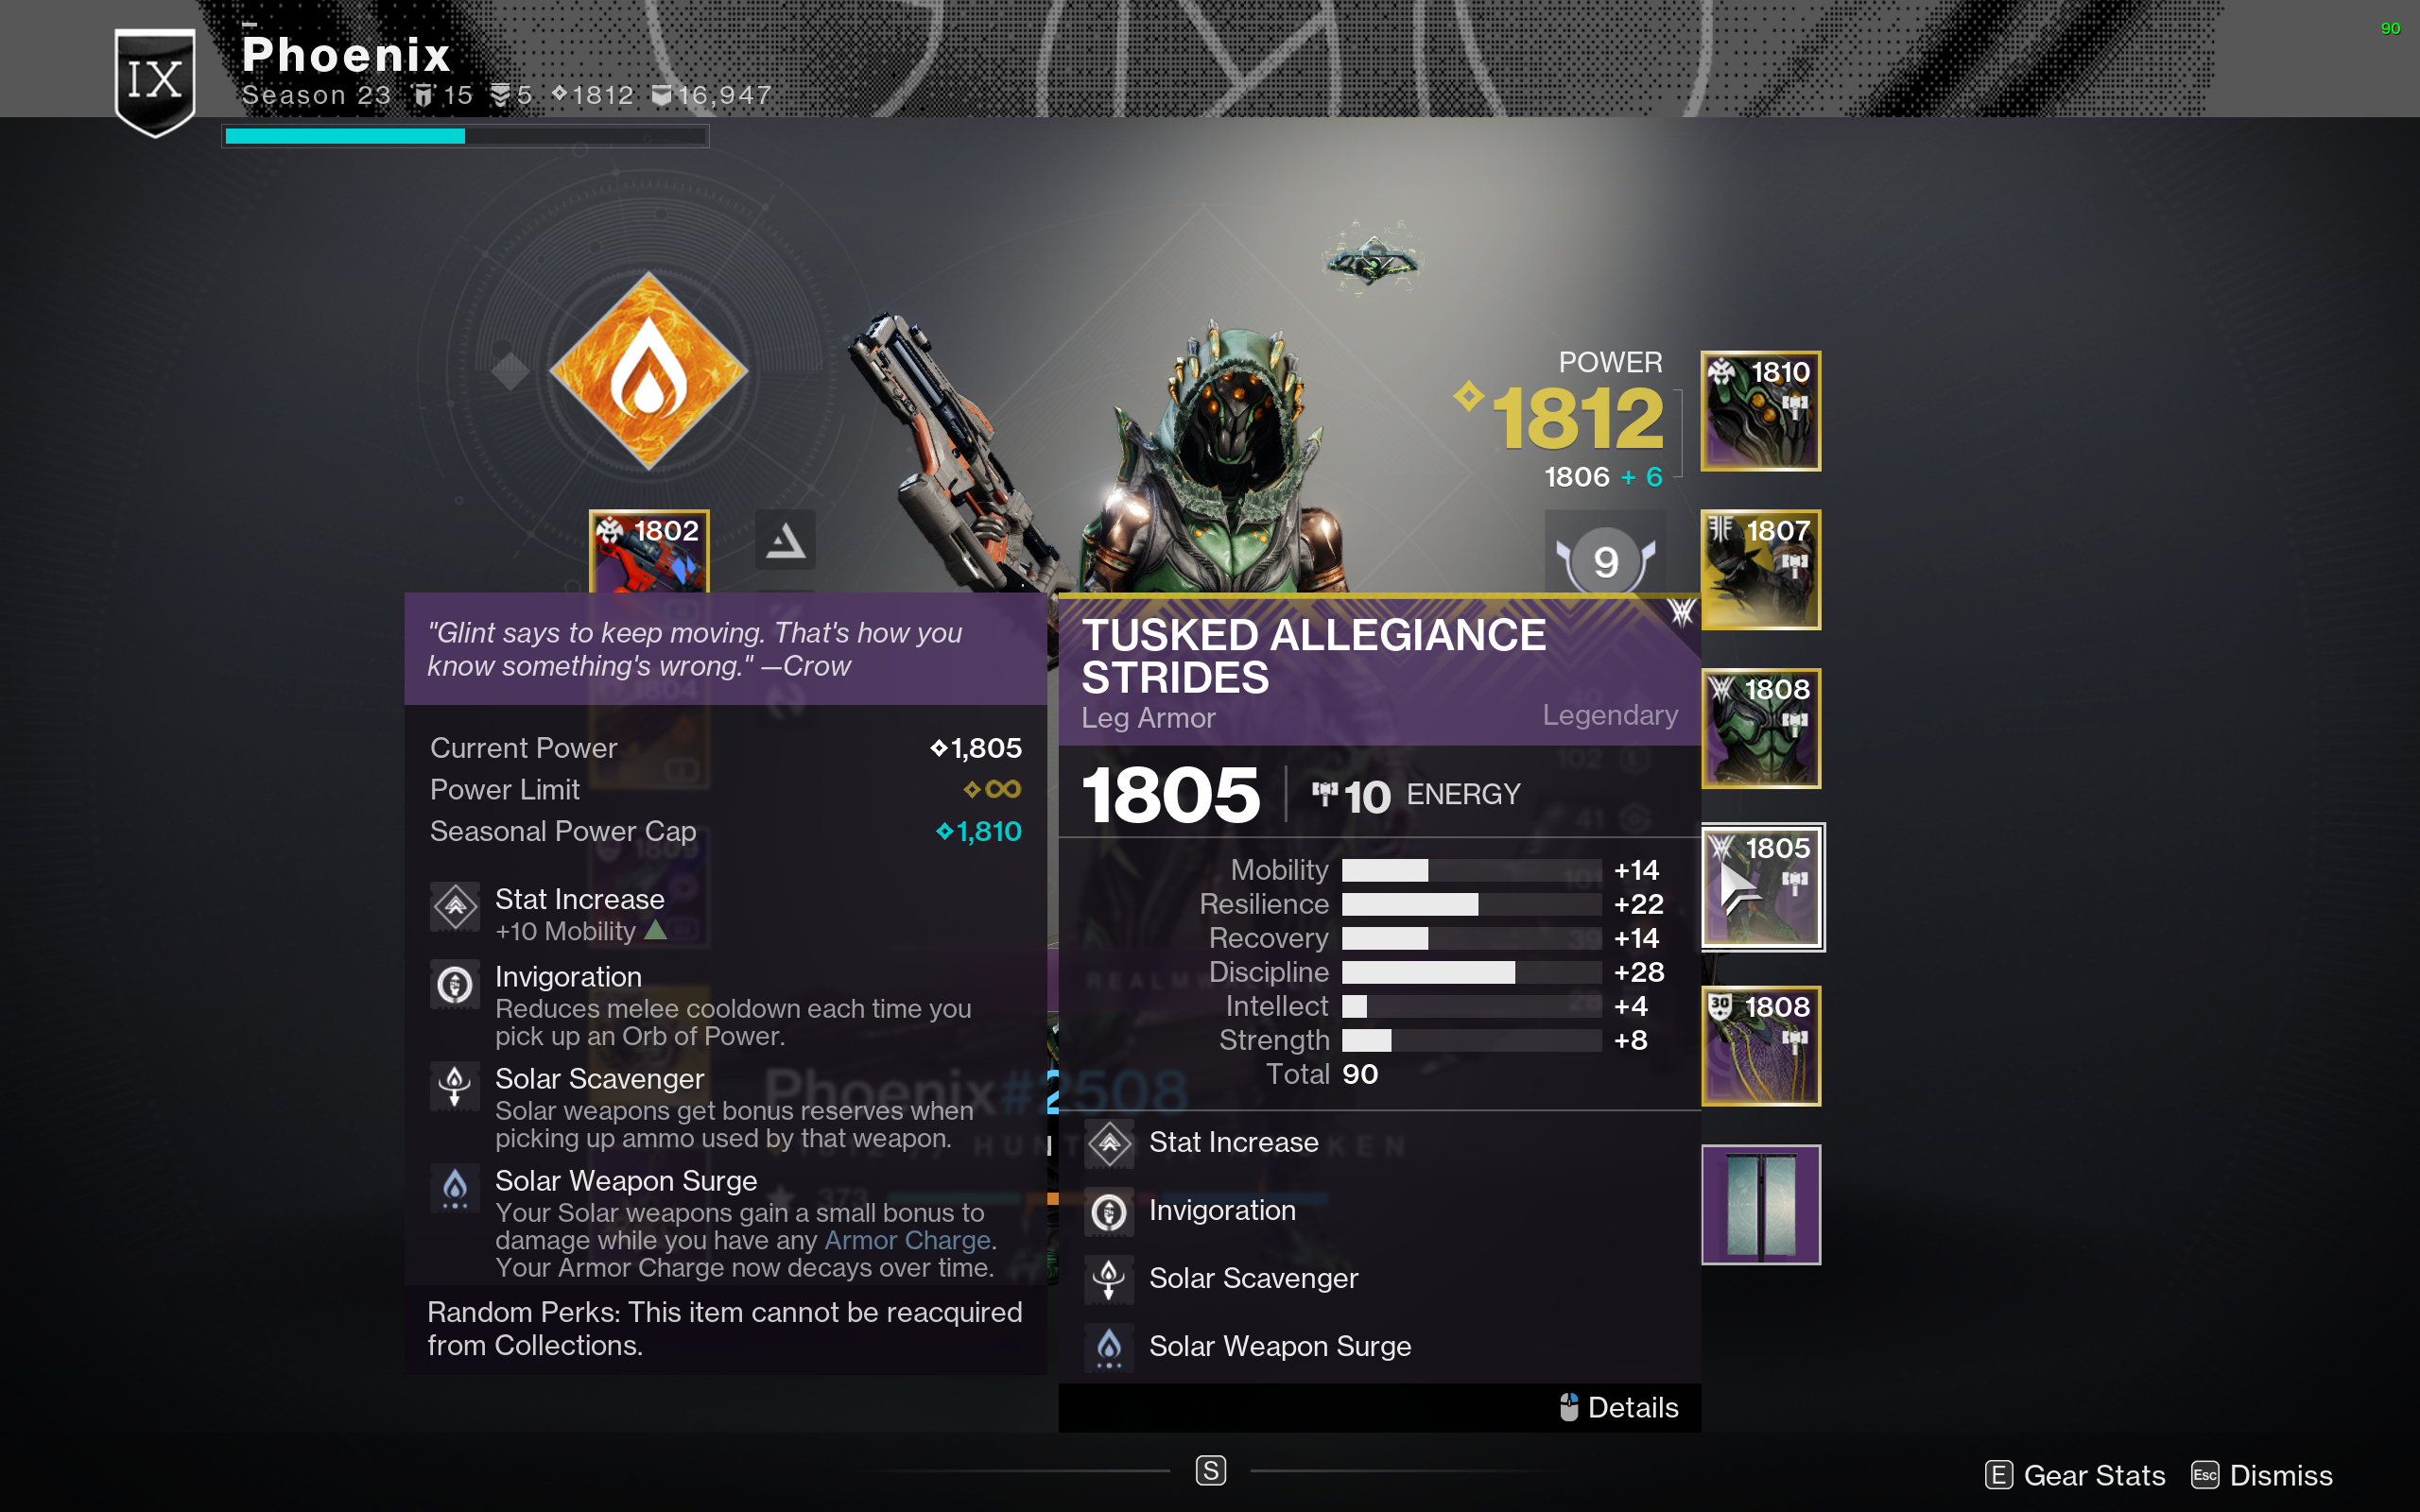 90
IX
Phoenix
Season 23 15 5 1812 16,947
POWER
1812
1806 + 6
9
1802
1810
1807
1808
1805
1808
30
"Glint says to keep moving. That's how you
know something's wrong." —Crow
Current Power 1,805
Power Limit ∞
Seasonal Power Cap 1,810
Stat Increase
+10 Mobility
Invigoration
Reduces melee cooldown each time you
pick up an Orb of Power.
Solar Scavenger
Solar weapons get bonus reserves when
picking up ammo used by that weapon.
Solar Weapon Surge
Your Solar weapons gain a small bonus to
damage while you have any Armor Charge.
Your Armor Charge now decays over time.
Random Perks: This item cannot be reacquired
from Collections.
Phoenix#2508
373
TUSKED ALLEGIANCE
STRIDES
Leg Armor Legendary
1805 10 ENERGY
Mobility +14
Resilience +22
Recovery +14
Discipline +28
Intellect +4
Strength +8
Total 90
Stat Increase
Invigoration
Solar Scavenger
Solar Weapon Surge
Details
S
E Gear Stats Esc Dismiss